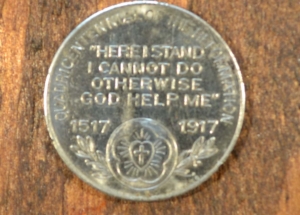 QUADRICENTENNIAL OF THE REFORMATION
"HERE I STAND
I CANNOT DO
OTHERWISE
GOD HELP ME"
1517 1917